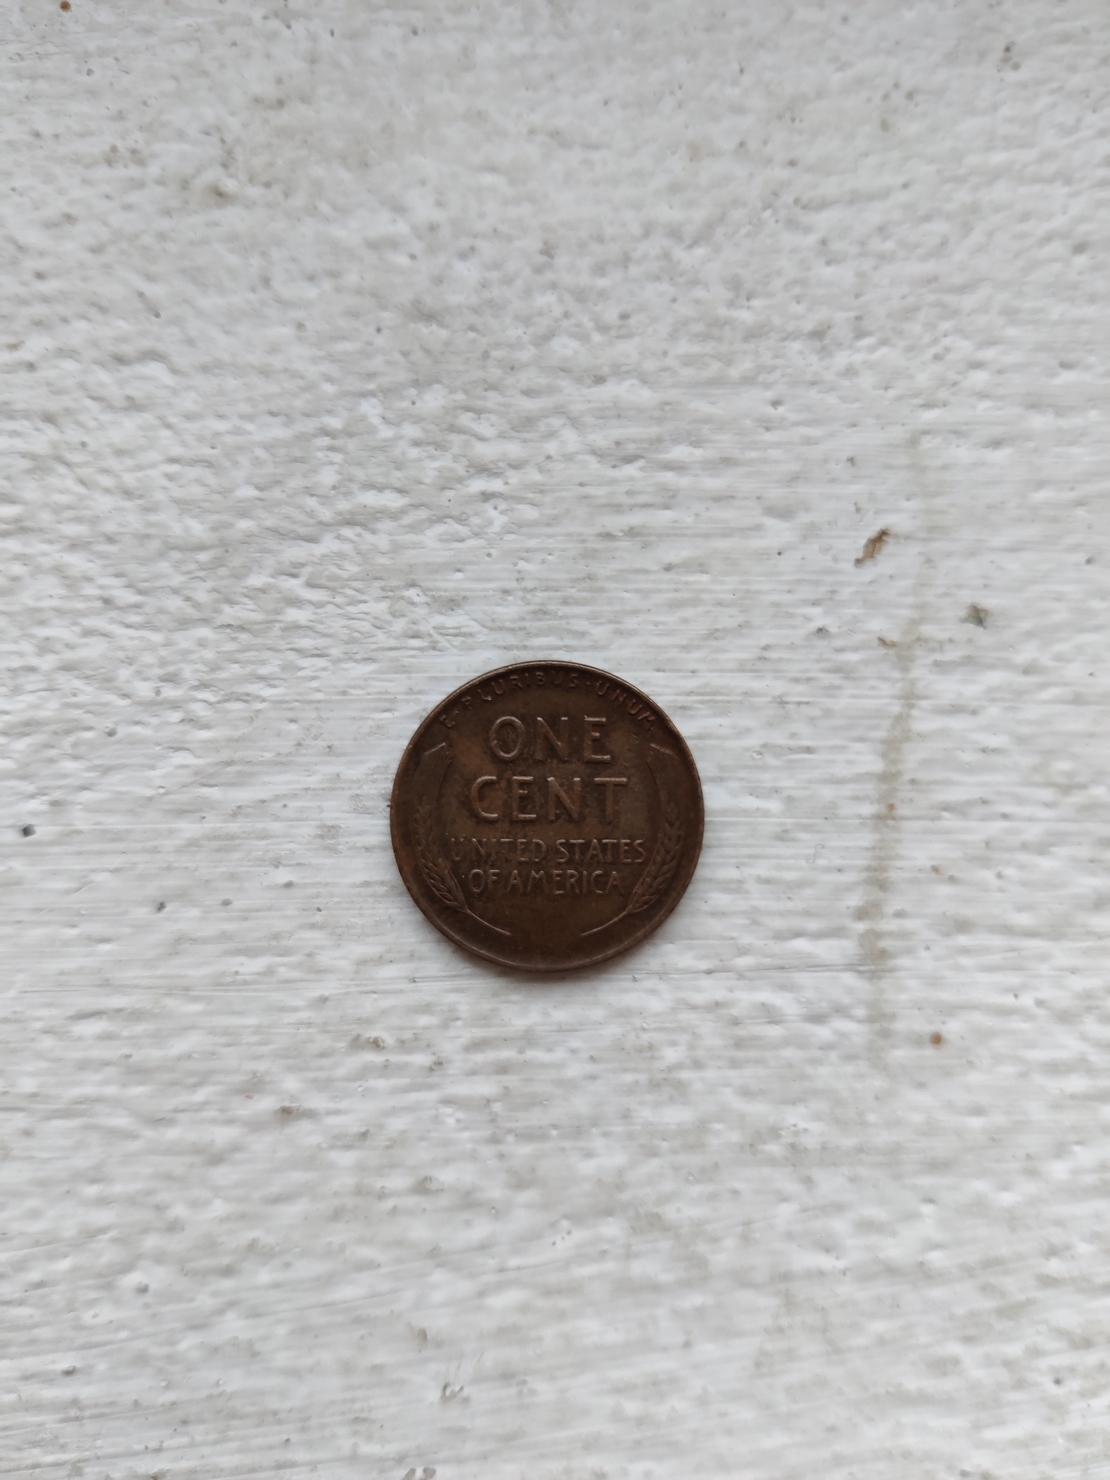 E·PLURIBUS·UNUM
ONE
CENT
UNITED STATES
OF AMERICA